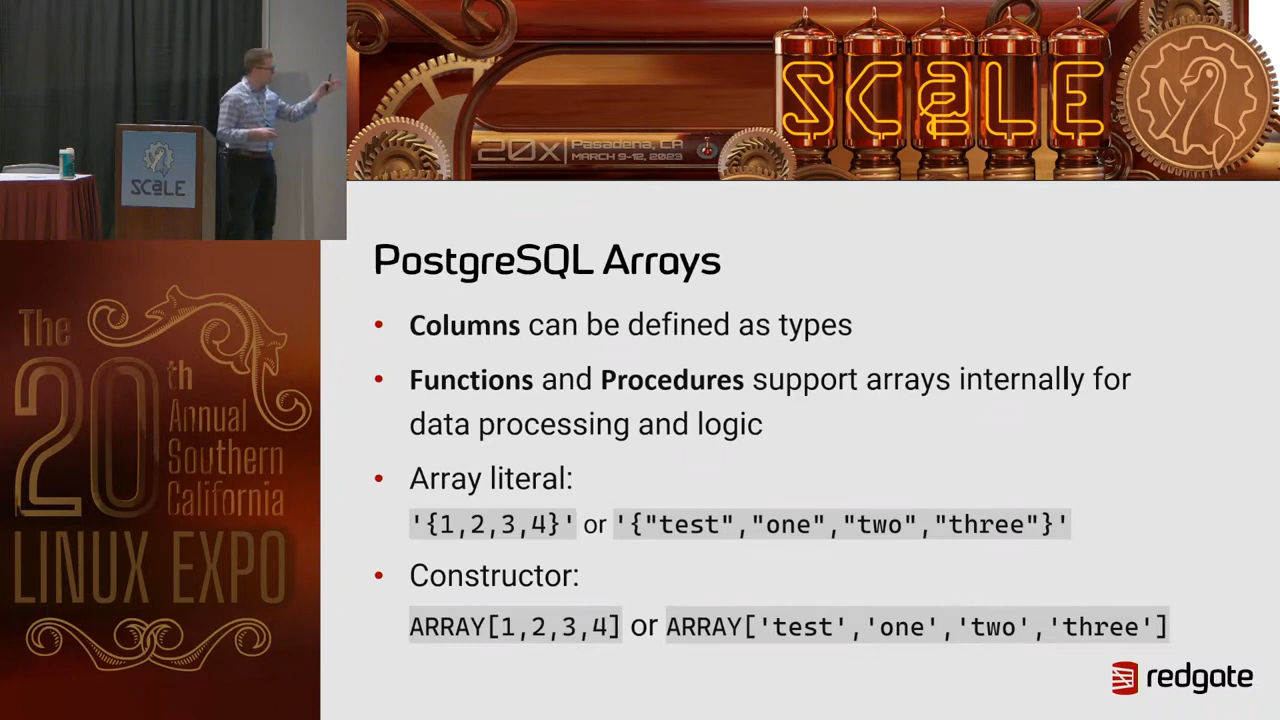 SCaLE
SCaLE
20x
Pasadena, CA
MARCH 9-12, 2023
The
20th
Annual
Southern
California
LINUX EXPO
PostgreSQL Arrays
• Columns can be defined as types
• Functions and Procedures support arrays internally for
data processing and logic
• Array literal:
'{1,2,3,4}' or '{"test","one","two","three"}'
• Constructor:
ARRAY[1,2,3,4] or ARRAY['test','one','two','three']
redgate